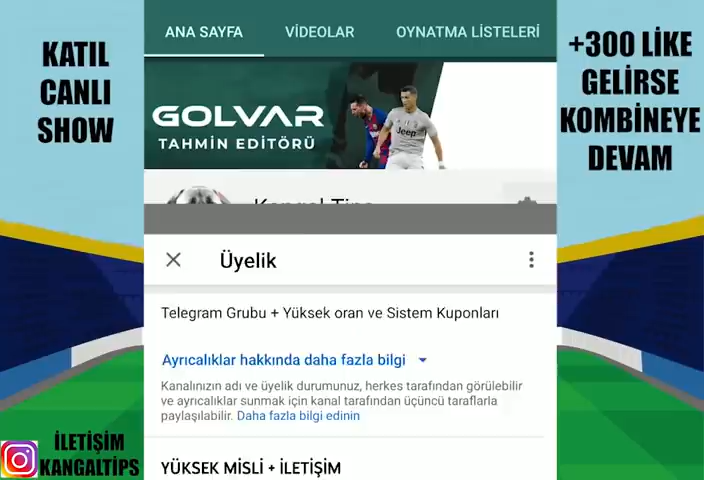 KATIL
CANLI
SHOW
ANA SAYFA
VİDEOLAR
OYNATMA LİSTELERİ
+300 LİKE
GELİRSE
KOMBİNEYE
DEVAM
GOLVAR
TAHMİN EDİTÖRÜ
Jeep
Üyelik
Telegram Grubu + Yüksek oran ve Sistem Kuponları
Ayrıcalıklar hakkında daha fazla bilgi
Kanalınızın adı ve üyelik durumunuz, herkes tarafından görülebilir
ve ayrıcalıklar sunmak için kanal tarafından üçüncü taraflarla
paylaşılabilir. Daha fazla bilgi edinin
YÜKSEK MİSLİ + İLETİŞİM
İLETİŞİM
KANGALTİPS